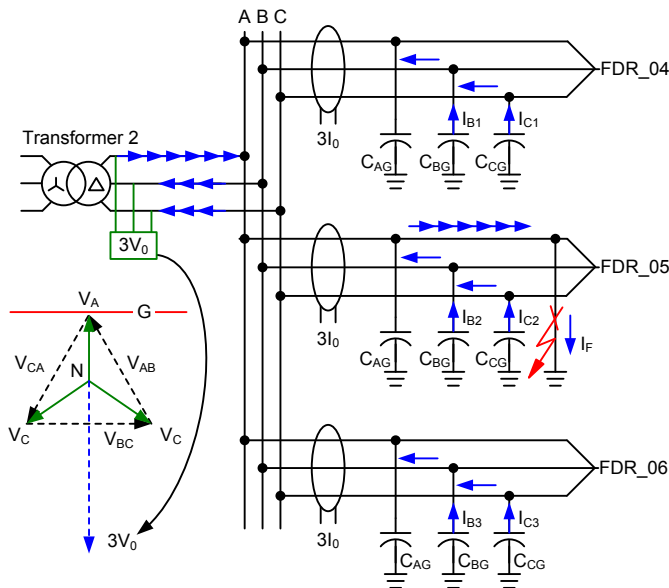 A B C
FDR_04
3I0
IB1
IC1
CAG
CBG
CCG
Transformer 2
3V0
FDR_05
3I0
IB2
IC2
CAG
CBG
CCG
IF
VA
G
VCA
VAB
N
VC
VBC
VC
3V0
FDR_06
3I0
IB3
IC3
CAG
CBG
CCG